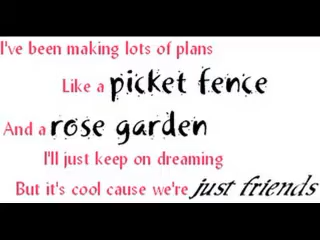 I've been making lots of plans
Like a picket fence
And a rose garden
I'll just keep on dreaming
But it's cool cause we're just friends